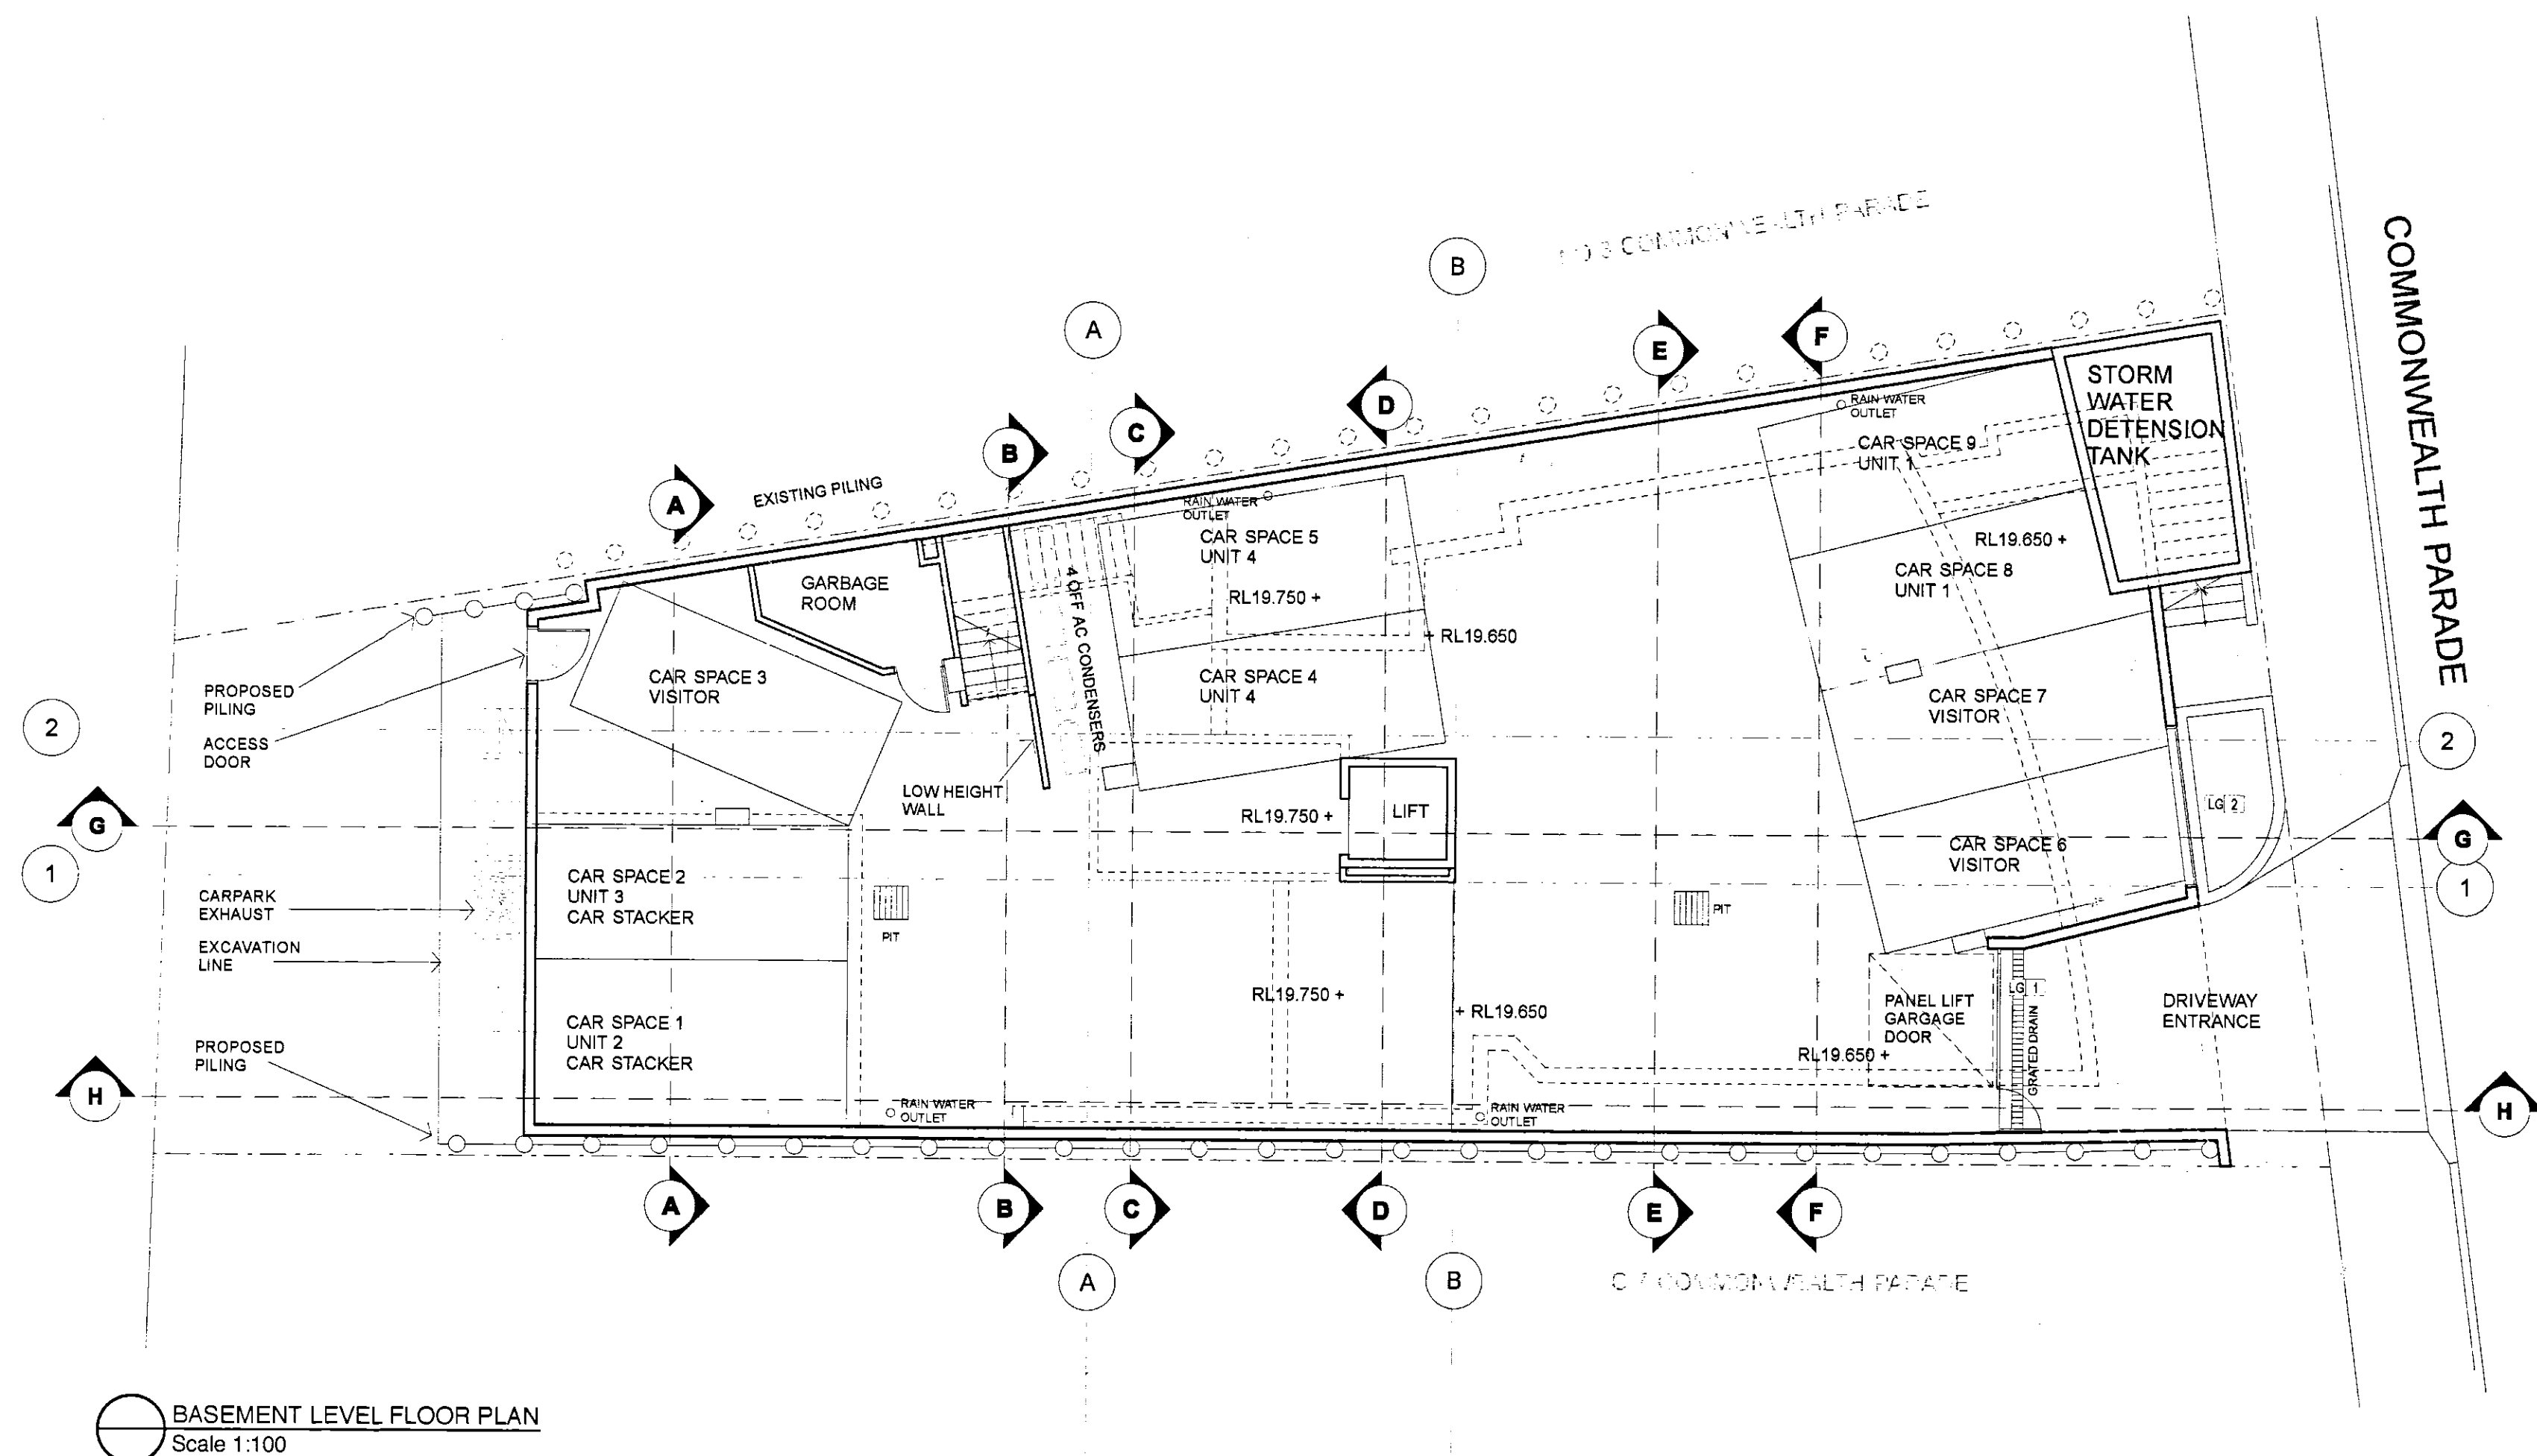 COMMONWEALTH PARADE
B
A
F
E
D
C
B
A
EXISTING PILING
STORM
WATER
DETENSION
TANK
RAIN WATER
OUTLET
CAR SPACE 9
UNIT 1
RAIN WATER
OUTLET
CAR SPACE 5
UNIT 4
RL19.650 +
CAR SPACE 8
UNIT 1
GARBAGE
ROOM
4 OFF AC CONDENSERS
RL19.750 +
+ RL19.650
CAR SPACE 3
VISITOR
CAR SPACE 4
UNIT 4
CAR SPACE 7
VISITOR
PROPOSED
PILING
ACCESS
DOOR
2
2
LOW HEIGHT
WALL
RL19.750 +
LIFT
LG 2
G
G
CAR SPACE 6
VISITOR
1
1
CAR SPACE 2
UNIT 3
CAR STACKER
CARPARK
EXHAUST
PIT
PIT
EXCAVATION
LINE
RL19.750 +
+ RL19.650
LG 1
PANEL LIFT
GARGAGE
DOOR
GRATED DRAIN
DRIVEWAY
ENTRANCE
CAR SPACE 1
UNIT 2
CAR STACKER
PROPOSED
PILING
RL19.650 +
H
H
RAIN WATER
OUTLET
RAIN WATER
OUTLET
A
B
C
D
E
F
A
B
COMMONWEALTH PARADE
BASEMENT LEVEL FLOOR PLAN
Scale 1:100